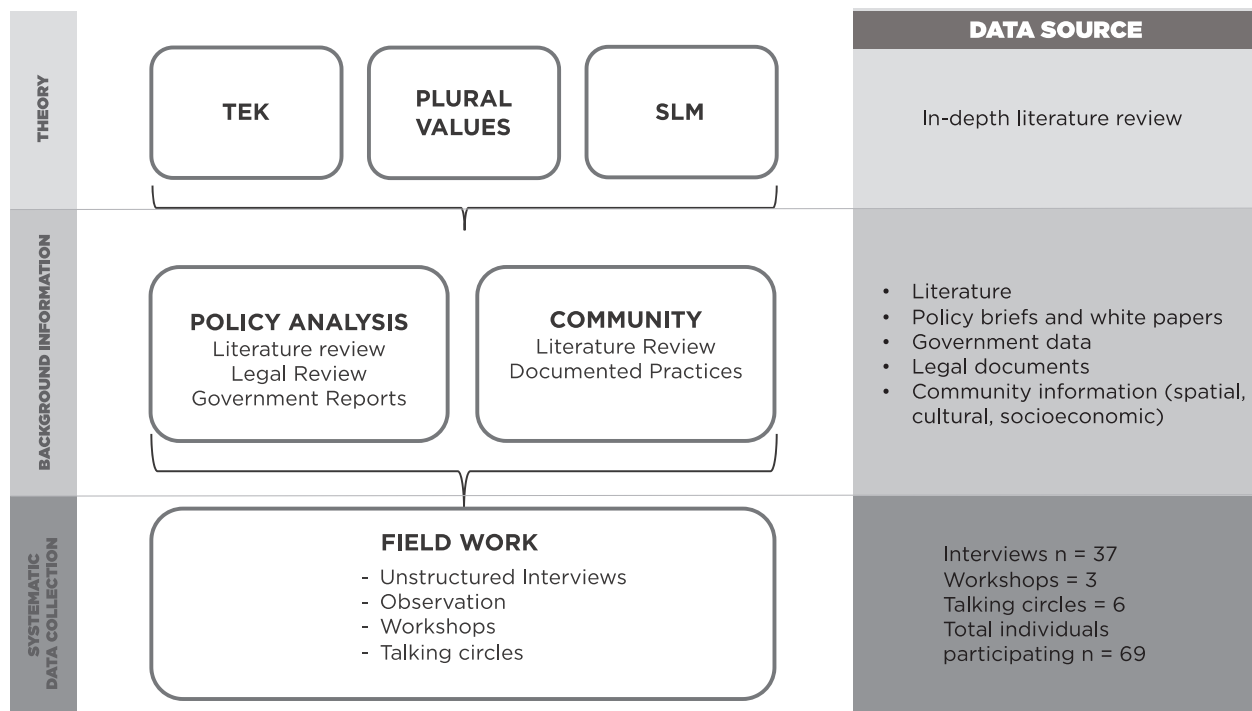 DATA SOURCE
THEORY
TEK
PLURAL
VALUES
SLM
In-depth literature review
BACKGROUND INFORMATION
POLICY ANALYSIS
Literature review
Legal Review
Government Reports
COMMUNITY
Literature Review
Documented Practices
• Literature
• Policy briefs and white papers
• Government data
• Legal documents
• Community information (spatial,
cultural, socioeconomic)
SYSTEMATIC
DATA COLLECTION
FIELD WORK
- Unstructured Interviews
- Observation
- Workshops
- Talking circles
Interviews n = 37
Workshops = 3
Talking circles = 6
Total individuals
participating n = 69